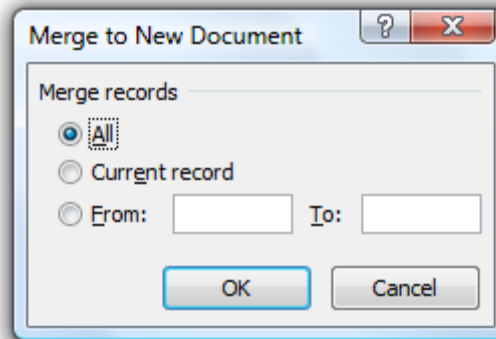 Merge to New Document ? X
Merge records
All
Current record
From: To:
OK Cancel